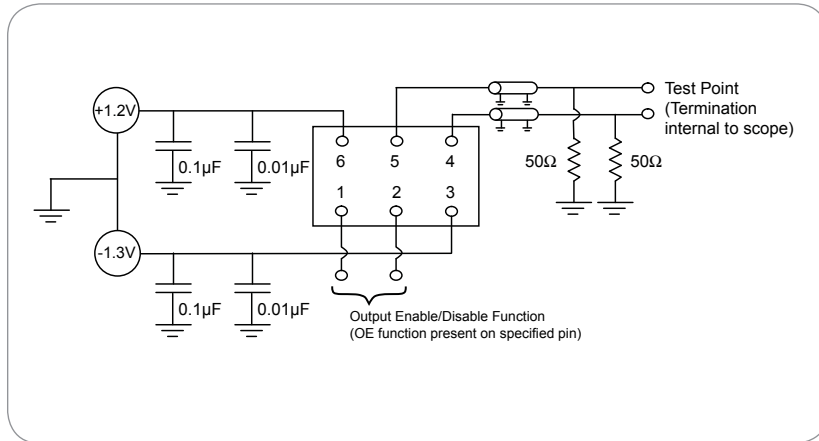 +1.2V
Test Point
(Termination
internal to scope)
0.1µF
0.01µF
6 5 4
50Ω
50Ω
1 2 3
-1.3V
0.1µF
0.01µF
Output Enable/Disable Function
(OE function present on specified pin)